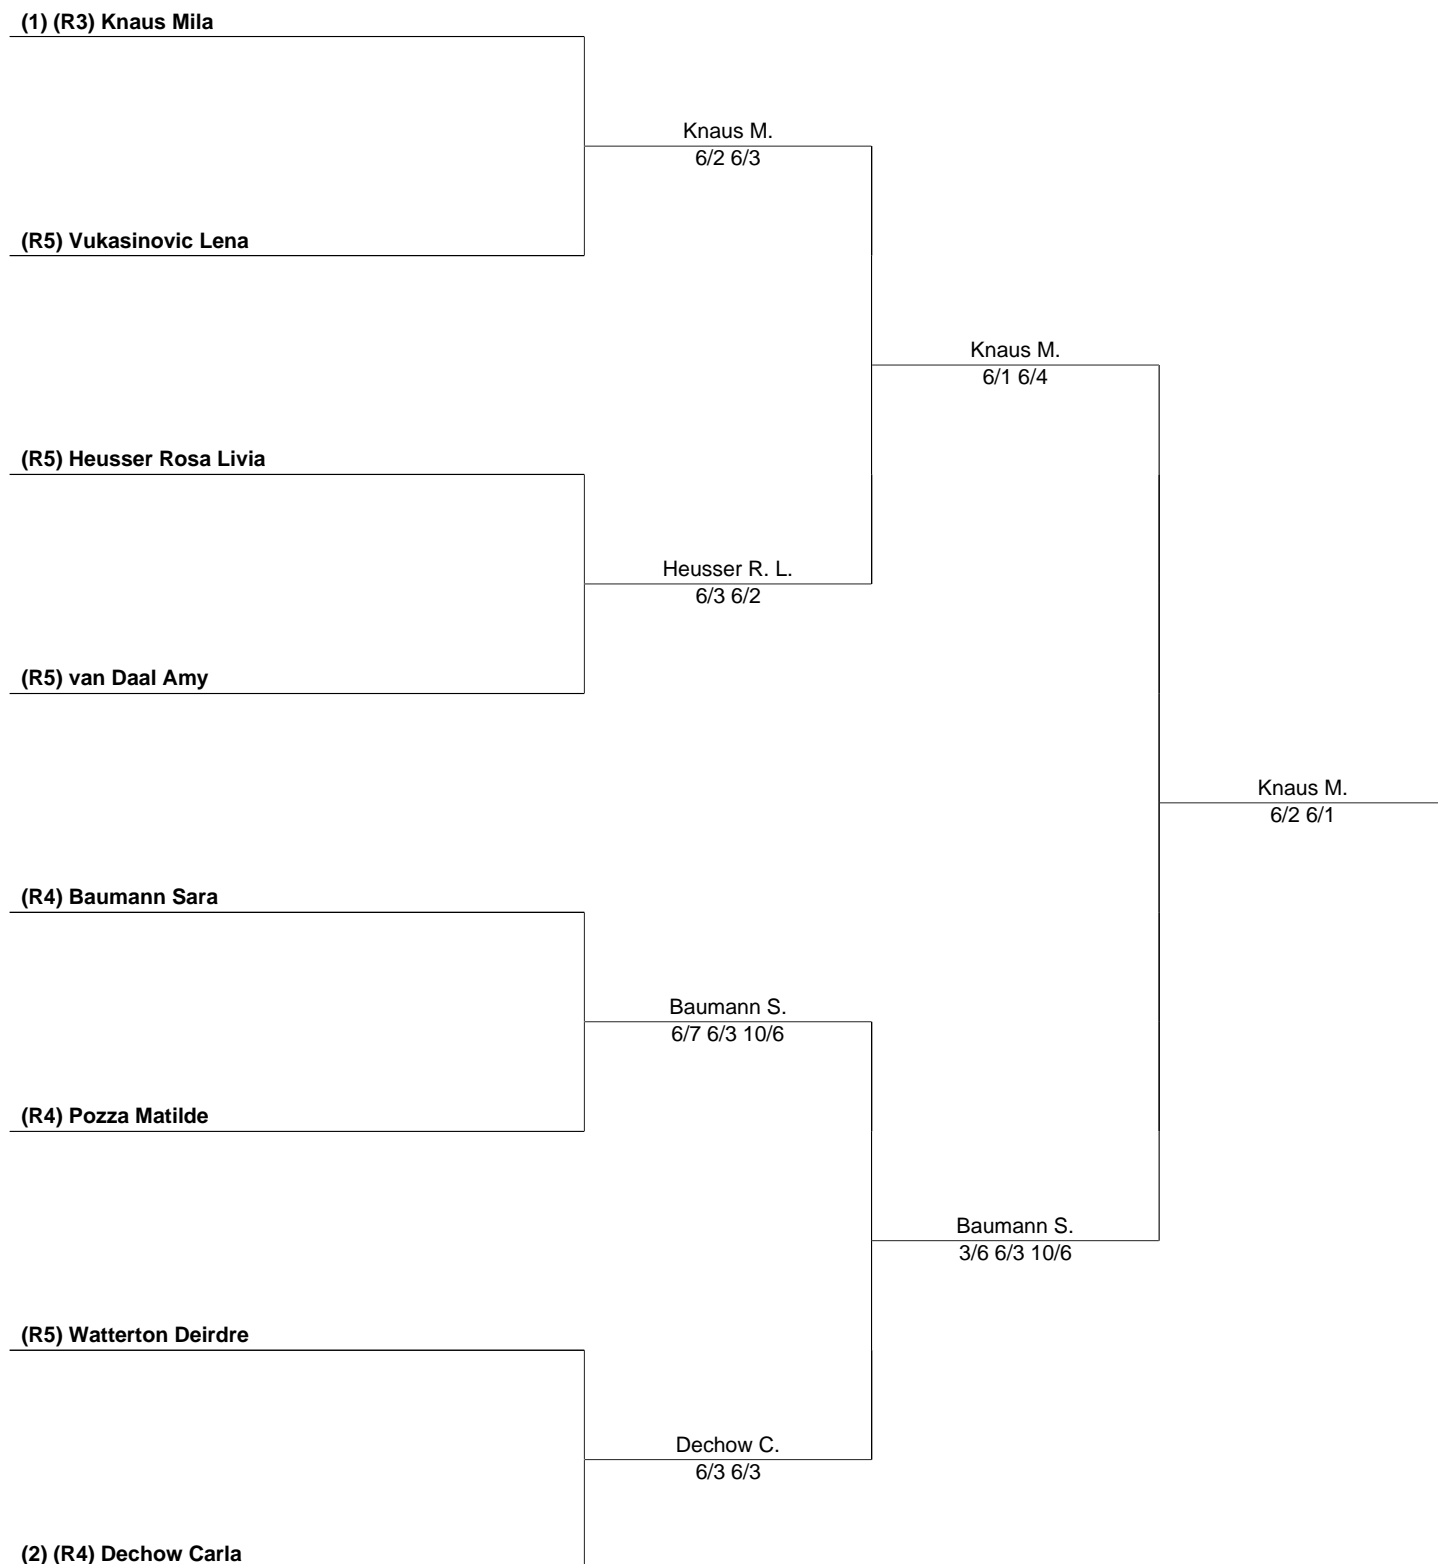 (1) (R3) Knaus Mila
Knaus M.
6/2 6/3
(R5) Vukasinovic Lena
Knaus M.
6/1 6/4
(R5) Heusser Rosa Livia
Heusser R. L.
6/3 6/2
(R5) van Daal Amy
Knaus M.
6/2 6/1
(R4) Baumann Sara
Baumann S.
6/7 6/3 10/6
(R4) Pozza Matilde
Baumann S.
3/6 6/3 10/6
(R5) Watterton Deirdre
Dechow C.
6/3 6/3
(2) (R4) Dechow Carla